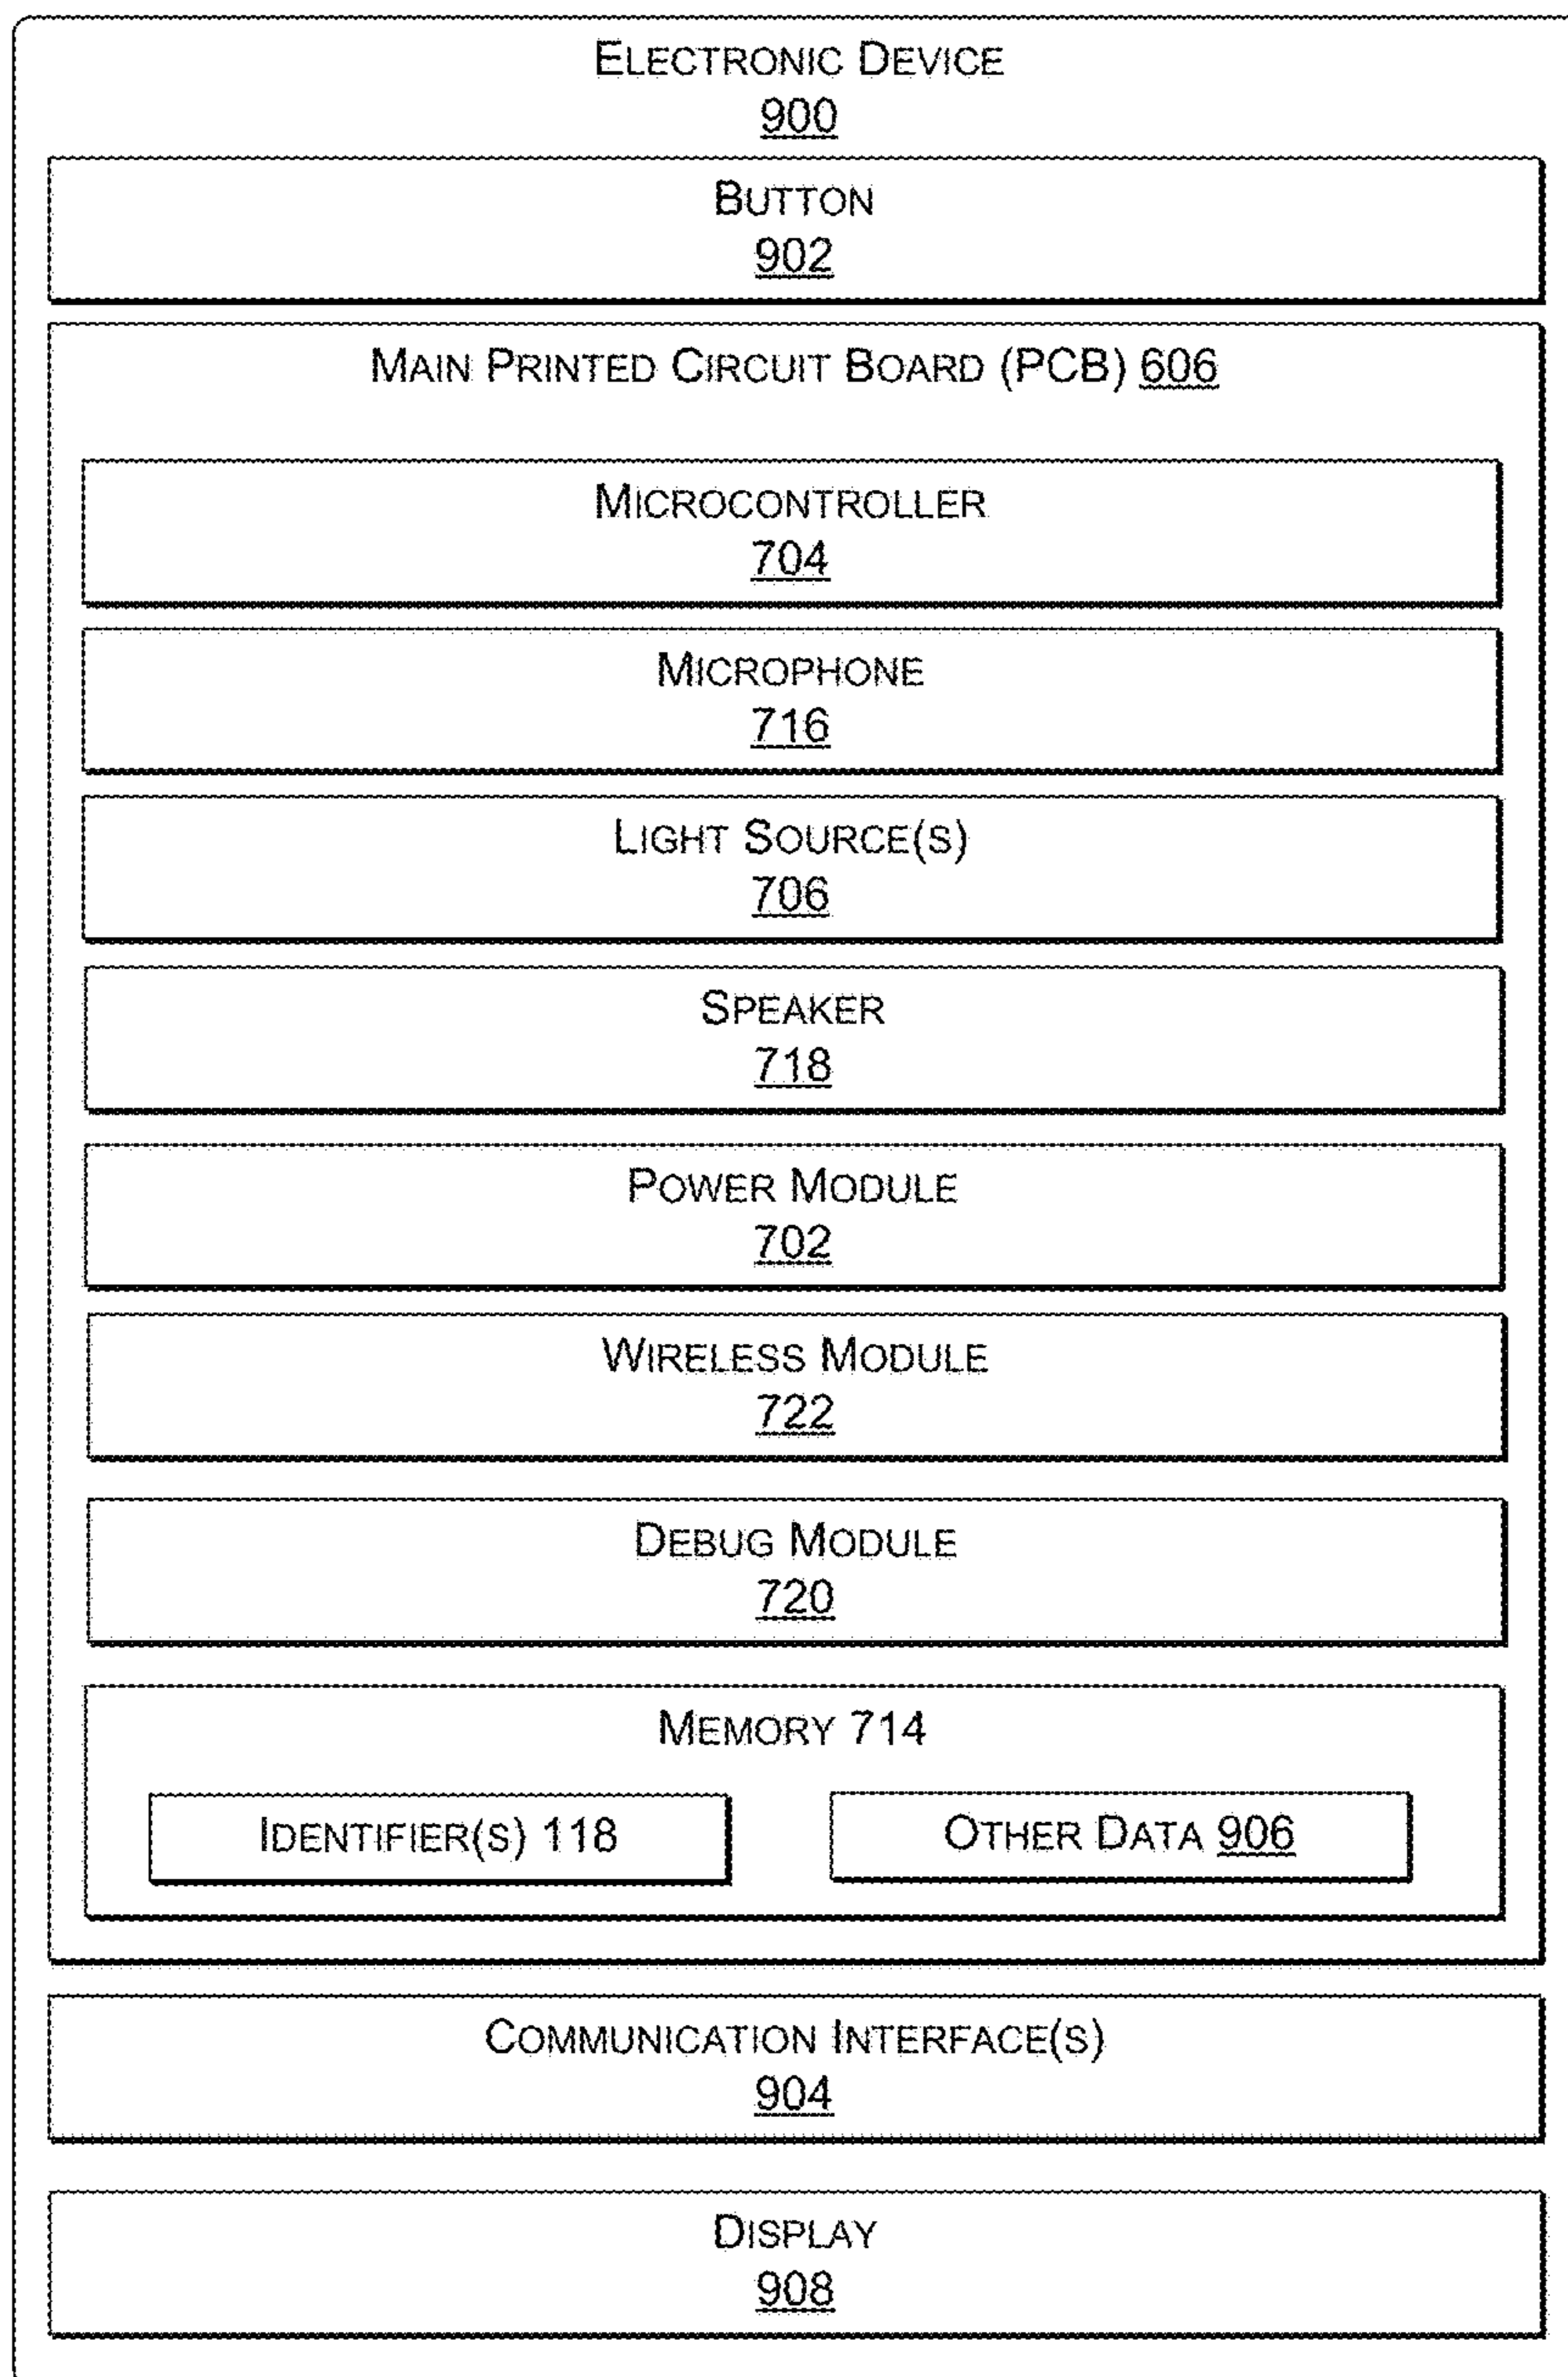 ELECTRONIC DEVICE
900
BUTTON
902
MAIN PRINTED CIRCUIT BOARD (PCB) 606
MICROCONTROLLER
704
MICROPHONE
716
LIGHT SOURCE(S)
706
SPEAKER
718
POWER MODULE
702
WIRELESS MODULE
722
DEBUG MODULE
720
MEMORY 714
IDENTIFIER(S) 118
OTHER DATA 906
COMMUNICATION INTERFACE(S)
904
DISPLAY
908